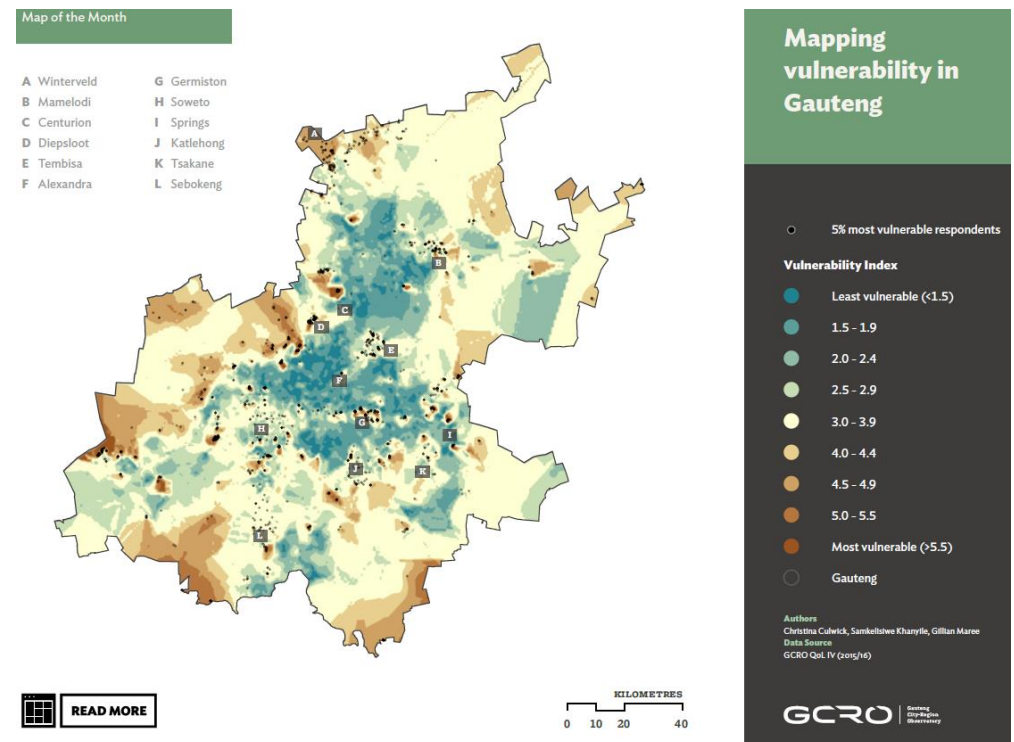 Map of the Month
A Winterveld
B Mamelodi
C Centurion
D Diepsloot
E Tembisa
F Alexandra
G Germiston
H Soweto
I Springs
J Katlehong
K Tsakane
L Sebokeng
A
B
C
D
E
F
G
H
I
J
K
L
READ MORE
KILOMETRES
0 10 20 40
Mapping
vulnerability in
Gauteng
5% most vulnerable respondents
Vulnerability Index
Least vulnerable (<1.5)
1.5 - 1.9
2.0 - 2.4
2.5 - 2.9
3.0 - 3.9
4.0 - 4.4
4.5 - 4.9
5.0 - 5.5
Most vulnerable (>5.5)
Gauteng
Authors
Christina Culwick, Samkelisiwe Khanyile, Gillian Maree
Data Source
GCRO QoL IV (2015/16)
GCRO
Gauteng
City-Region
Observatory